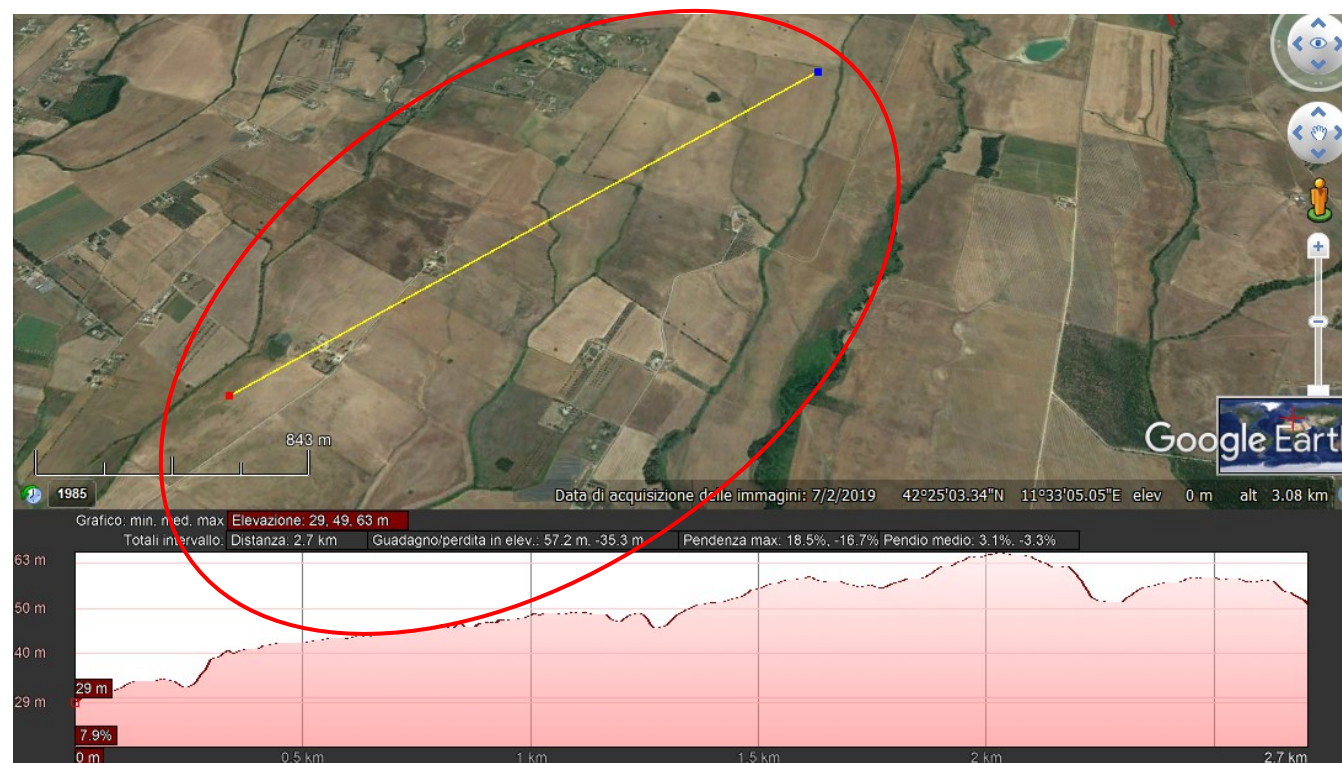 843 m
Google Earth
1985
Data di acquisizione delle immagini: 7/2/2019 42°25'03.34"N 11°33'05.05"E elev 0 m alt 3.08 km
Grafico: min, med, max Elevazione: 29, 49, 63 m
Totali intervallo: Distanza: 2.7 km Guadagno/perdita in elev.: 57.2 m, -35.3 m Pendenza max: 18.5%, -16.7% Pendio medio: 3.1%, -3.3%
63 m
50 m
40 m
29 m
29 m
7.9%
0 m 0.5 km 1 km 1.5 km 2 km 2.7 km